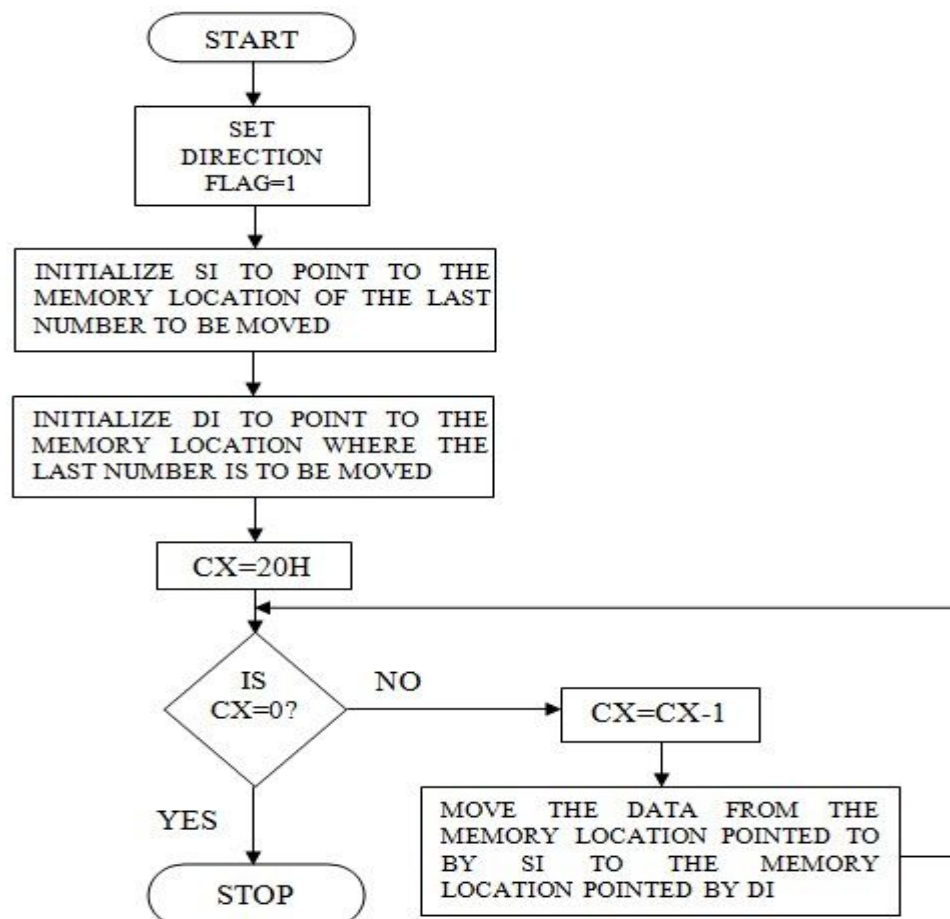 START
SET
DIRECTION
FLAG=1
INITIALIZE SI TO POINT TO THE
MEMORY LOCATION OF THE LAST
NUMBER TO BE MOVED
INITIALIZE DI TO POINT TO THE
MEMORY LOCATION WHERE THE
LAST NUMBER IS TO BE MOVED
CX=20H
IS
CX=0?
NO
CX=CX-1
MOVE THE DATA FROM THE
MEMORY LOCATION POINTED TO
BY SI TO THE MEMORY
LOCATION POINTED BY DI
YES
STOP